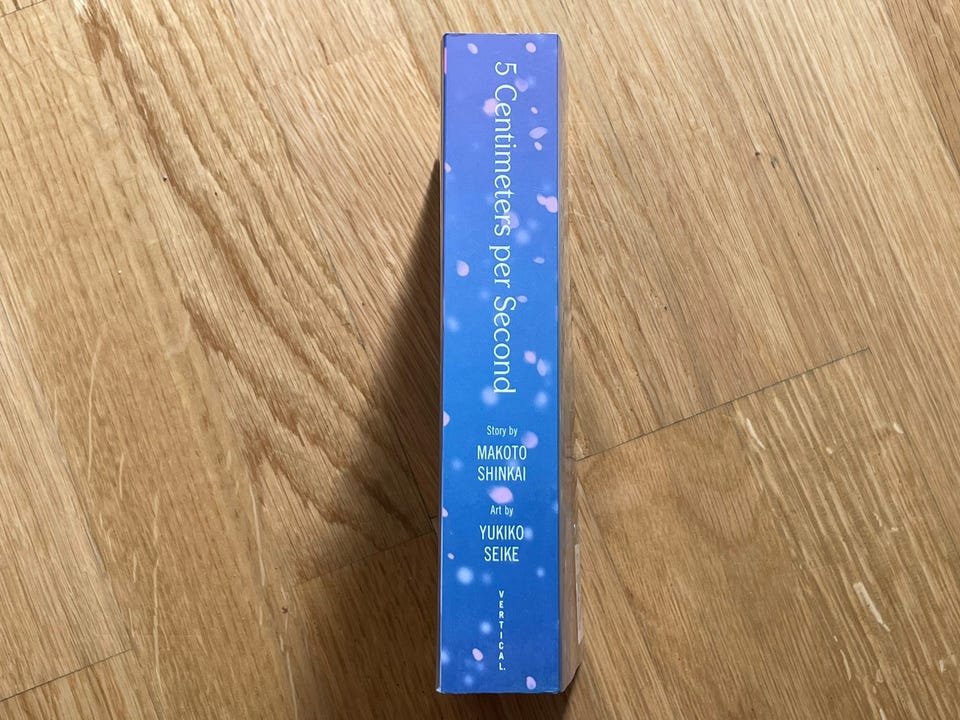 5 Centimeters per Second
Story by
MAKOTO
SHINKAI
Art by
YUKIKO
SEIKE
VERTICAL.